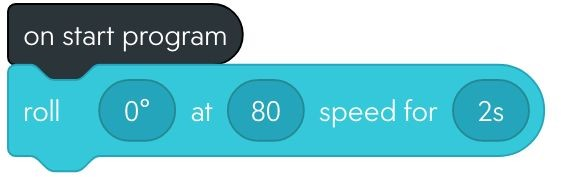 on start program
roll 0° at 80 speed for 2s